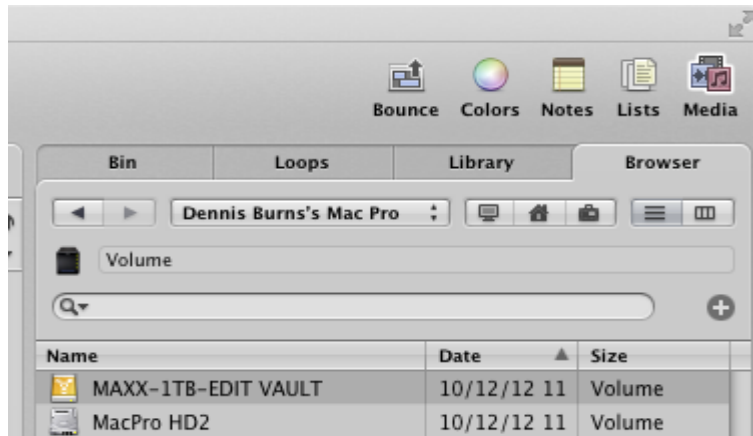 Bounce Colors Notes Lists Media
Bin Loops Library Browser
Dennis Burns's Mac Pro
Volume
Name Date Size
MAXX-1TB-EDIT VAULT 10/12/12 11 Volume
MacPro HD2 10/12/12 11 Volume